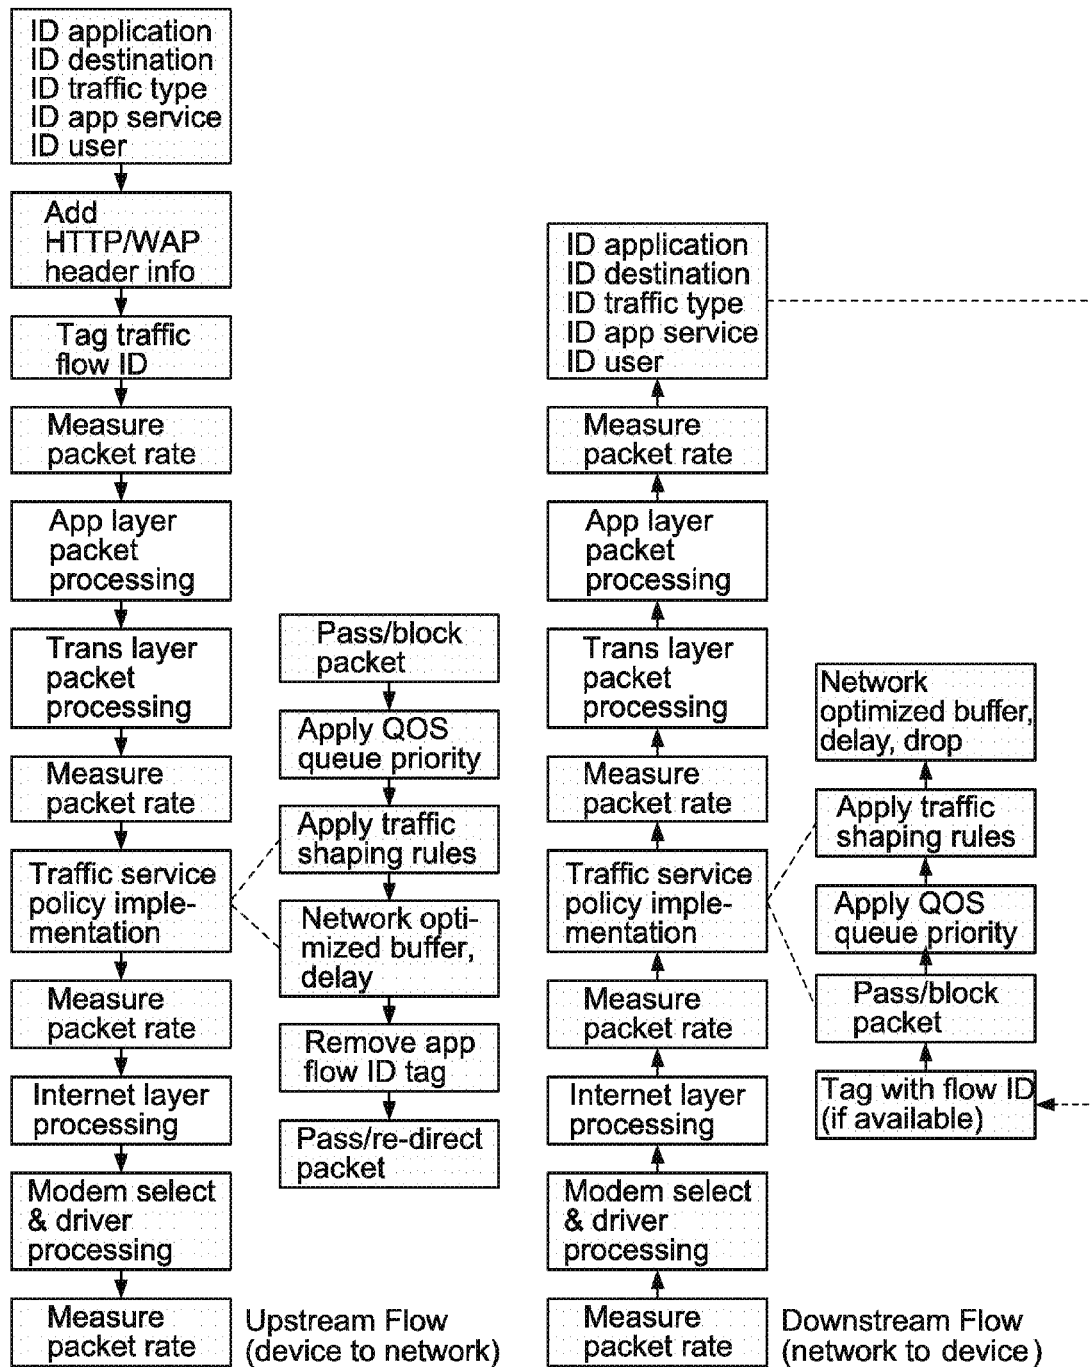 ID application
ID destination
ID traffic type
ID app service
ID user
Add
HTTP/WAP
header info
Tag traffic
flow ID
Measure
packet rate
App layer
packet
processing
Trans layer
packet
processing
Measure
packet rate
Traffic service
policy imple-
mentation
Measure
packet rate
Internet layer
processing
Modem select
& driver
processing
Measure
packet rate
Pass/block
packet
Apply QOS
queue priority
Apply traffic
shaping rules
Network opti-
mized buffer,
delay
Remove app
flow ID tag
Pass/re-direct
packet
Upstream Flow
(device to network)
ID application
ID destination
ID traffic type
ID app service
ID user
Measure
packet rate
App layer
packet
processing
Trans layer
packet
processing
Measure
packet rate
Traffic service
policy imple-
mentation
Measure
packet rate
Internet layer
processing
Modem select
& driver
processing
Measure
packet rate
Network
optimized buffer,
delay, drop
Apply traffic
shaping rules
Apply QOS
queue priority
Pass/block
packet
Tag with flow ID
(if available)
Downstream Flow
(network to device)